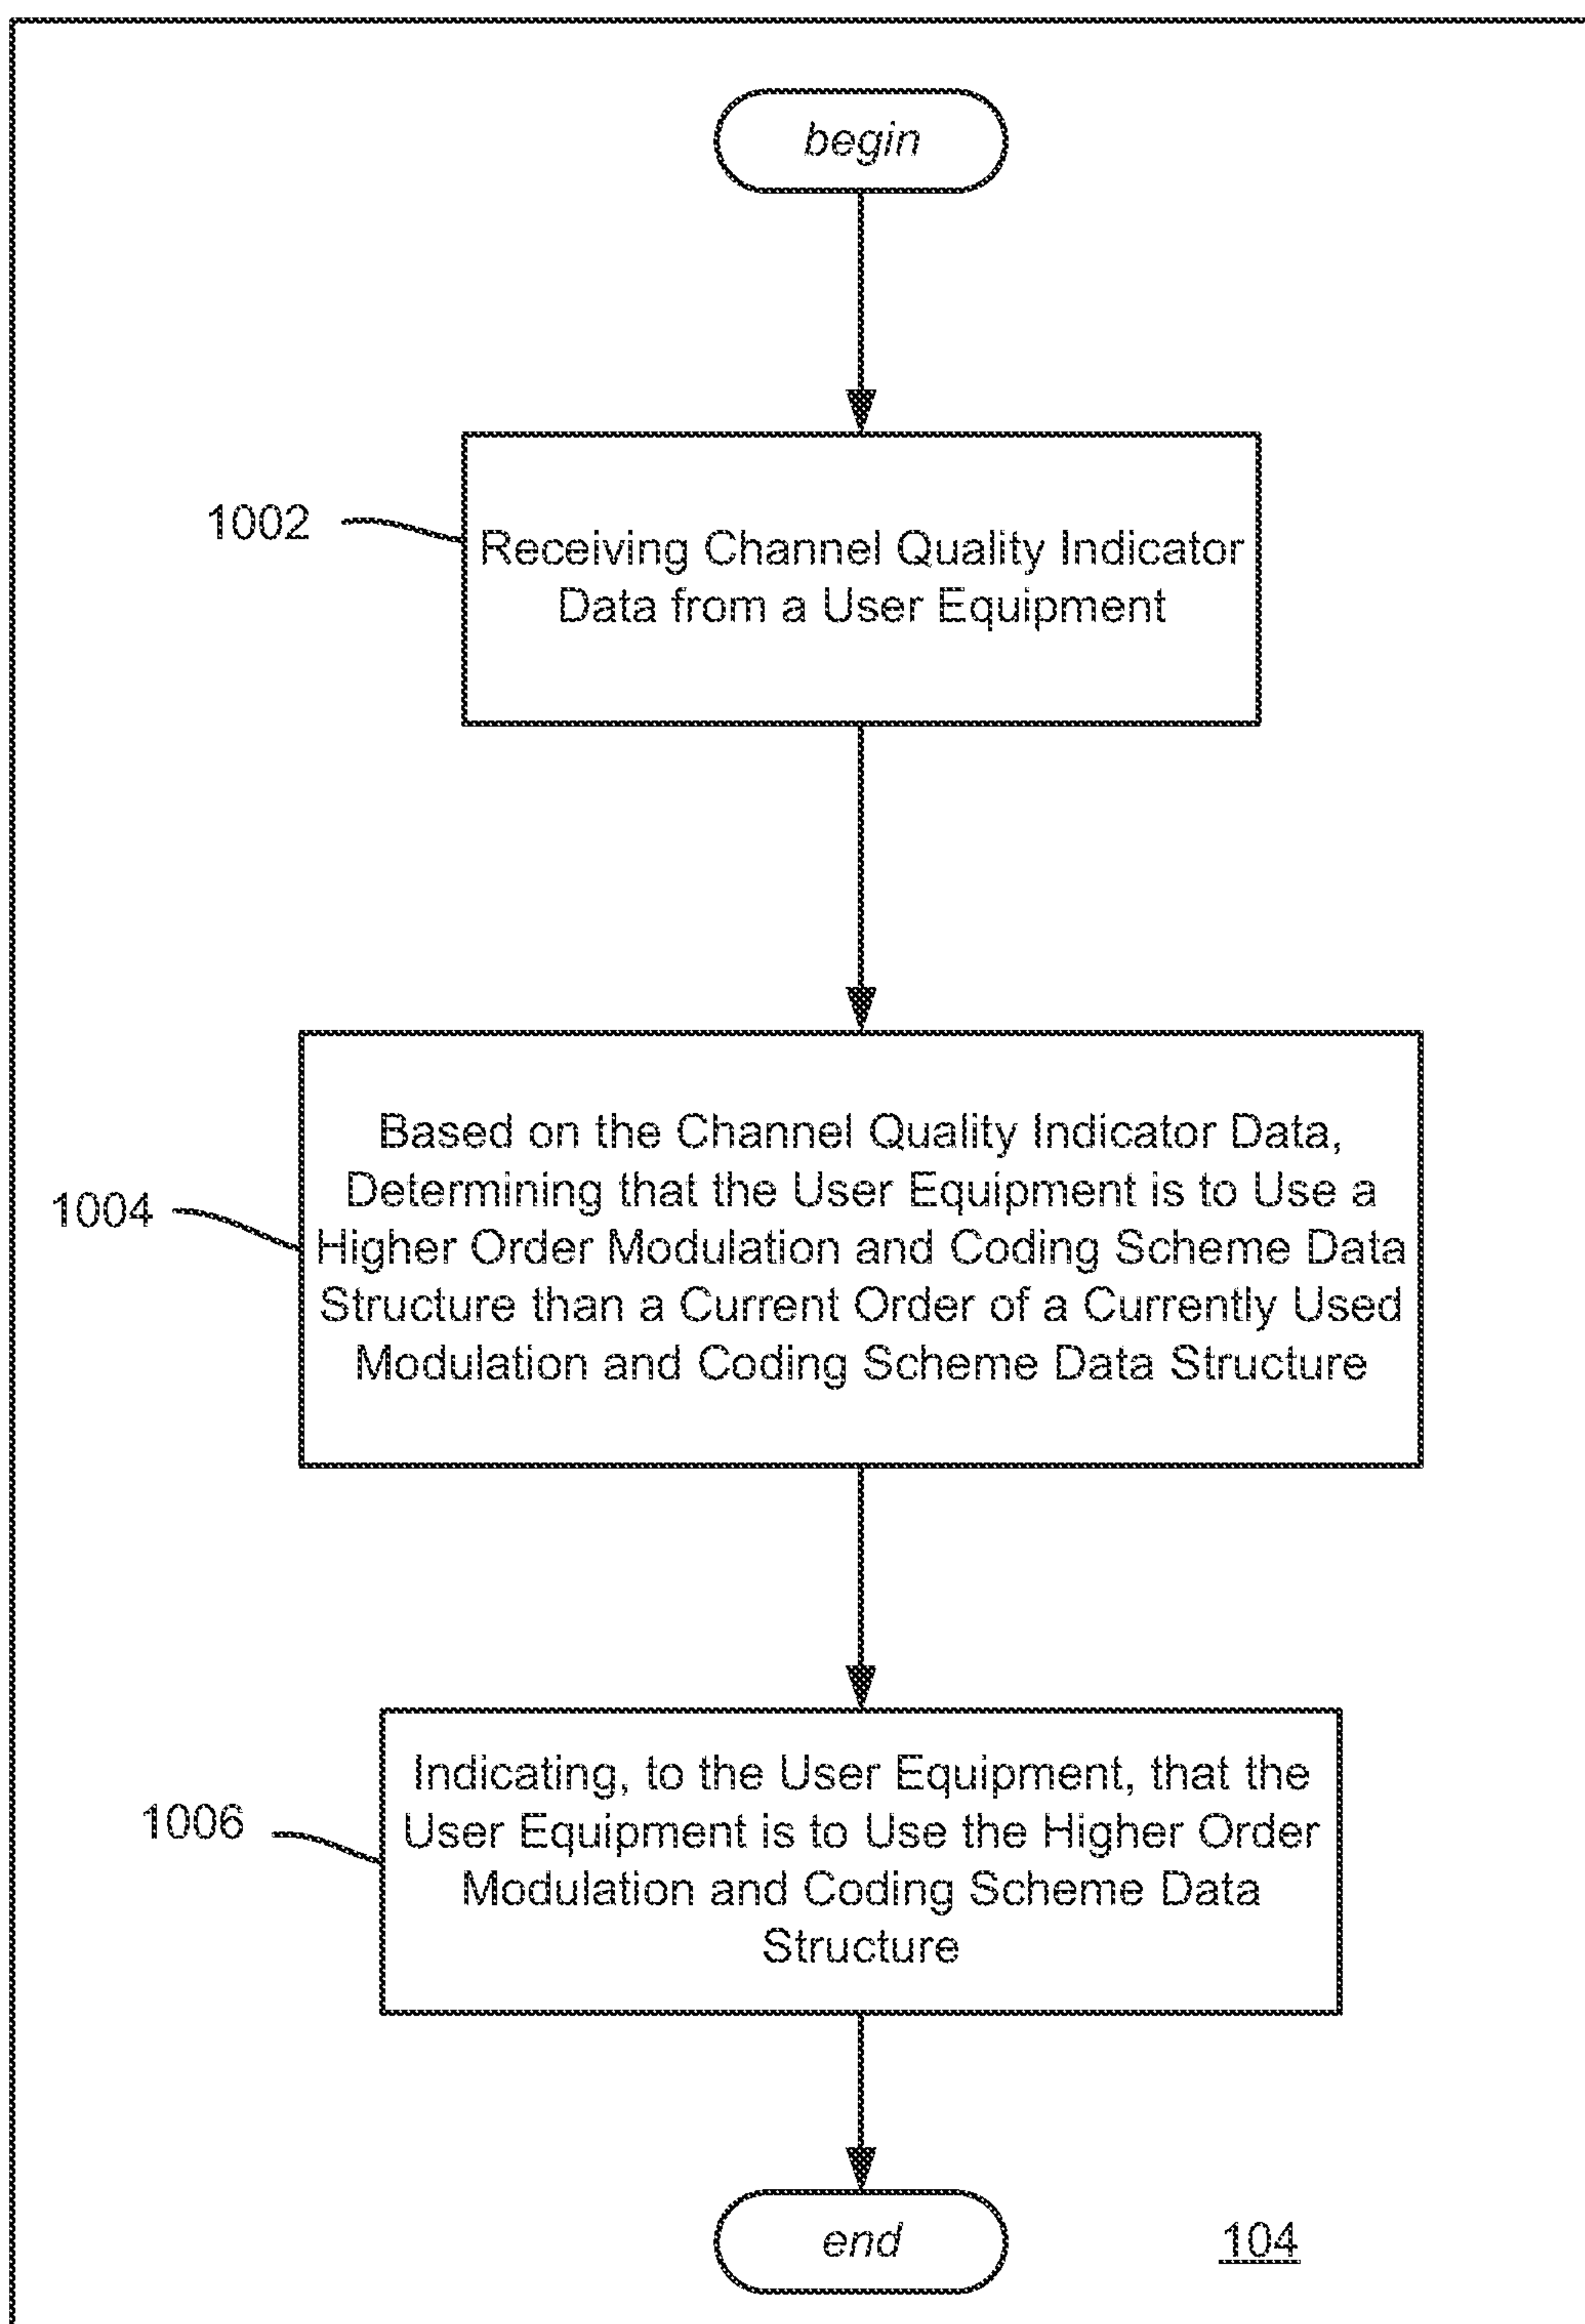 begin
1002
Receiving Channel Quality Indicator
Data from a User Equipment
1004
Based on the Channel Quality Indicator Data,
Determining that the User Equipment is to Use a
Higher Order Modulation and Coding Scheme Data
Structure than a Current Order of a Currently Used
Modulation and Coding Scheme Data Structure
1006
Indicating, to the User Equipment, that the
User Equipment is to Use the Higher Order
Modulation and Coding Scheme Data
Structure
end
104